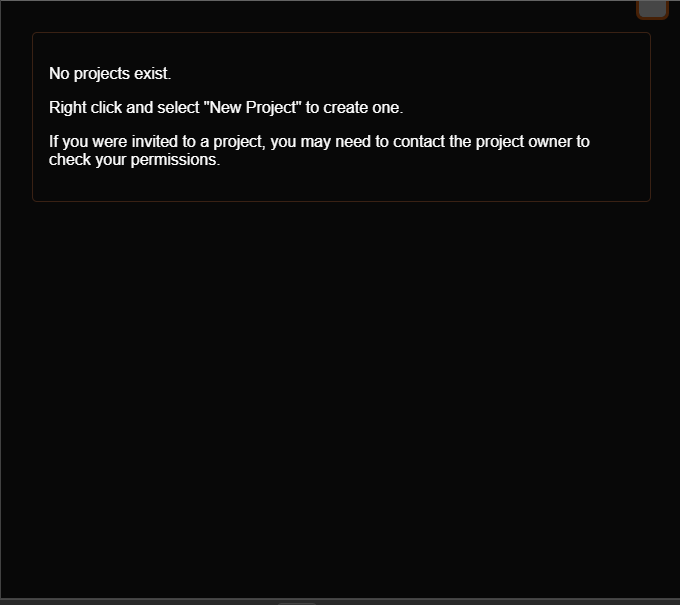 No projects exist.
Right click and select "New Project" to create one.
If you were invited to a project, you may need to contact the project owner to
check your permissions.